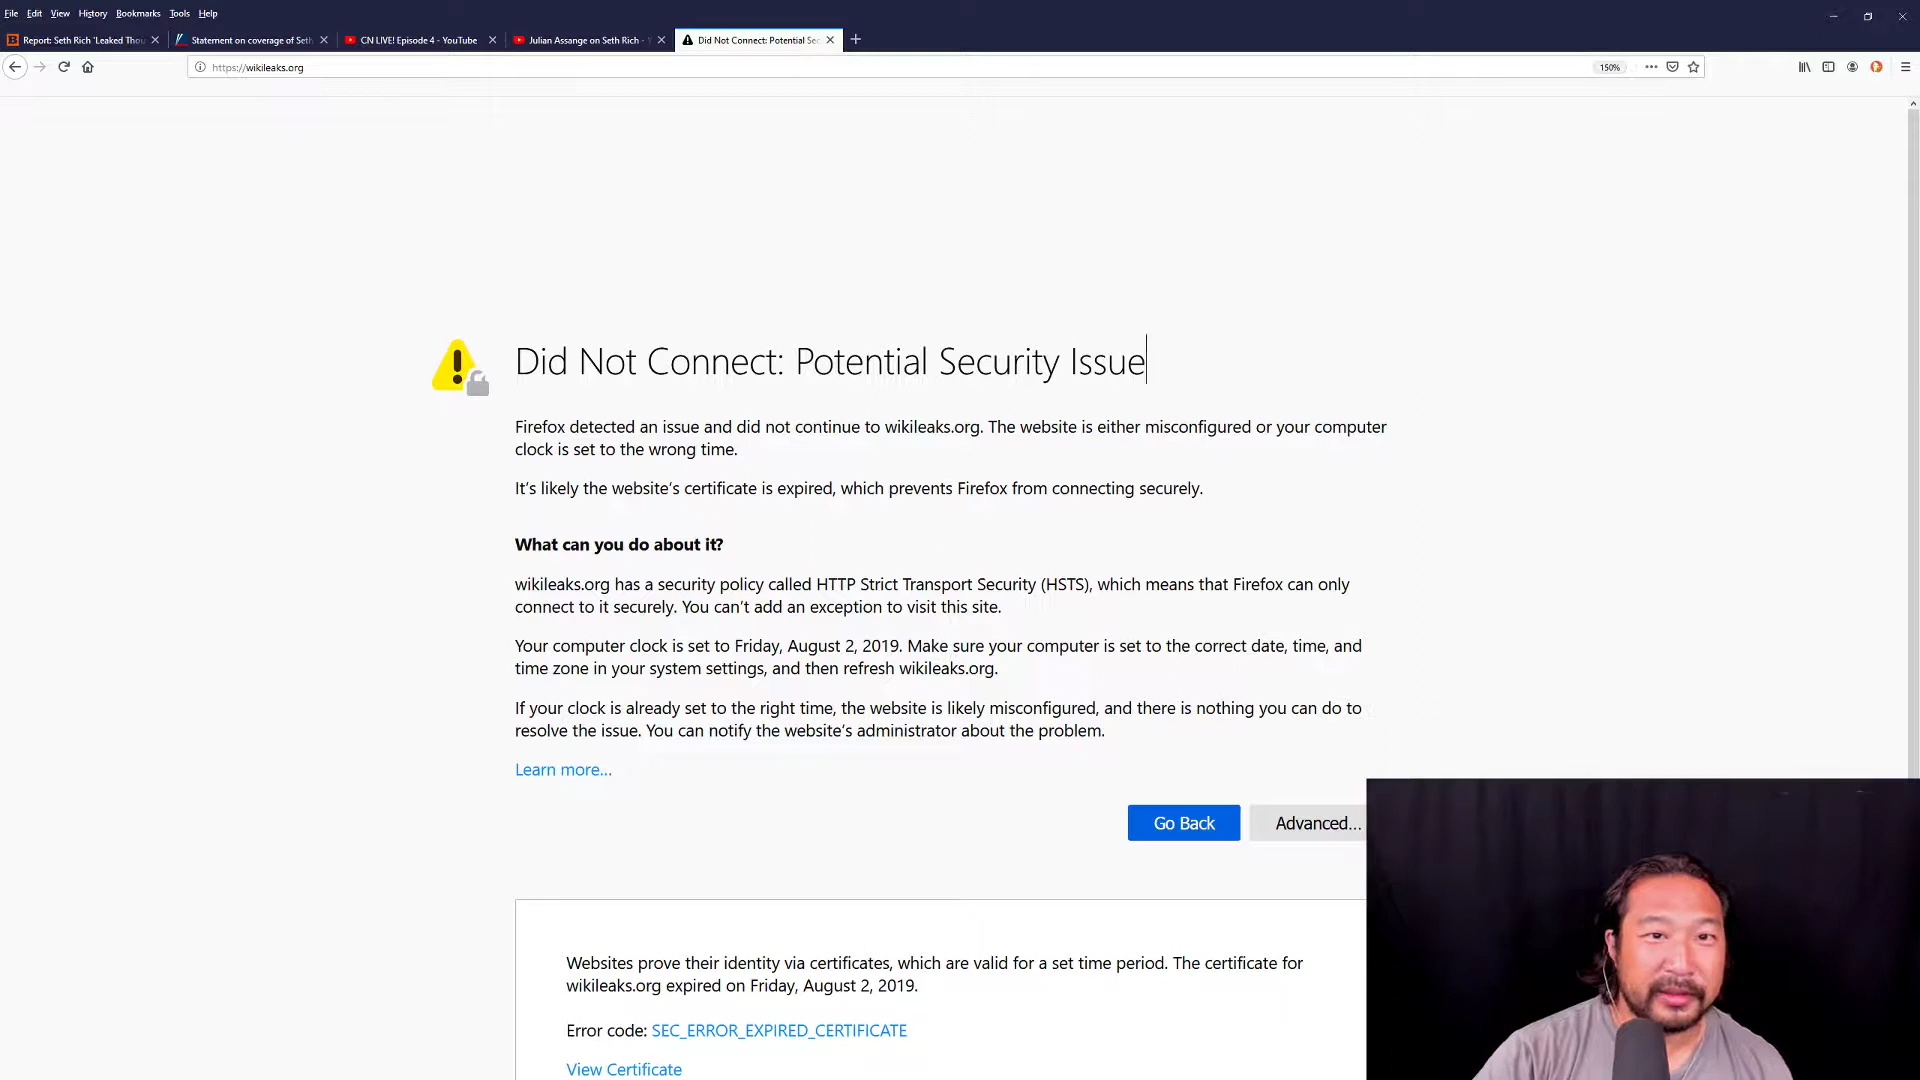 File Edit View History Bookmarks Tools Help
Report: Seth Rich 'Leaked Thou
Statement on coverage of Seth
CN LIVE! Episode 4 - YouTube
Julian Assange on Seth Rich -
Did Not Connect: Potential Sec
https://wikileaks.org
150%
Did Not Connect: Potential Security Issue
Firefox detected an issue and did not continue to wikileaks.org. The website is either misconfigured or your computer
clock is set to the wrong time.
It's likely the website's certificate is expired, which prevents Firefox from connecting securely.
What can you do about it?
wikileaks.org has a security policy called HTTP Strict Transport Security (HSTS), which means that Firefox can only
connect to it securely. You can't add an exception to visit this site.
Your computer clock is set to Friday, August 2, 2019. Make sure your computer is set to the correct date, time, and
time zone in your system settings, and then refresh wikileaks.org.
If your clock is already set to the right time, the website is likely misconfigured, and there is nothing you can do to
resolve the issue. You can notify the website's administrator about the problem.
Learn more...
Go Back
Advanced...
Websites prove their identity via certificates, which are valid for a set time period. The certificate for
wikileaks.org expired on Friday, August 2, 2019.
Error code: SEC_ERROR_EXPIRED_CERTIFICATE
View Certificate